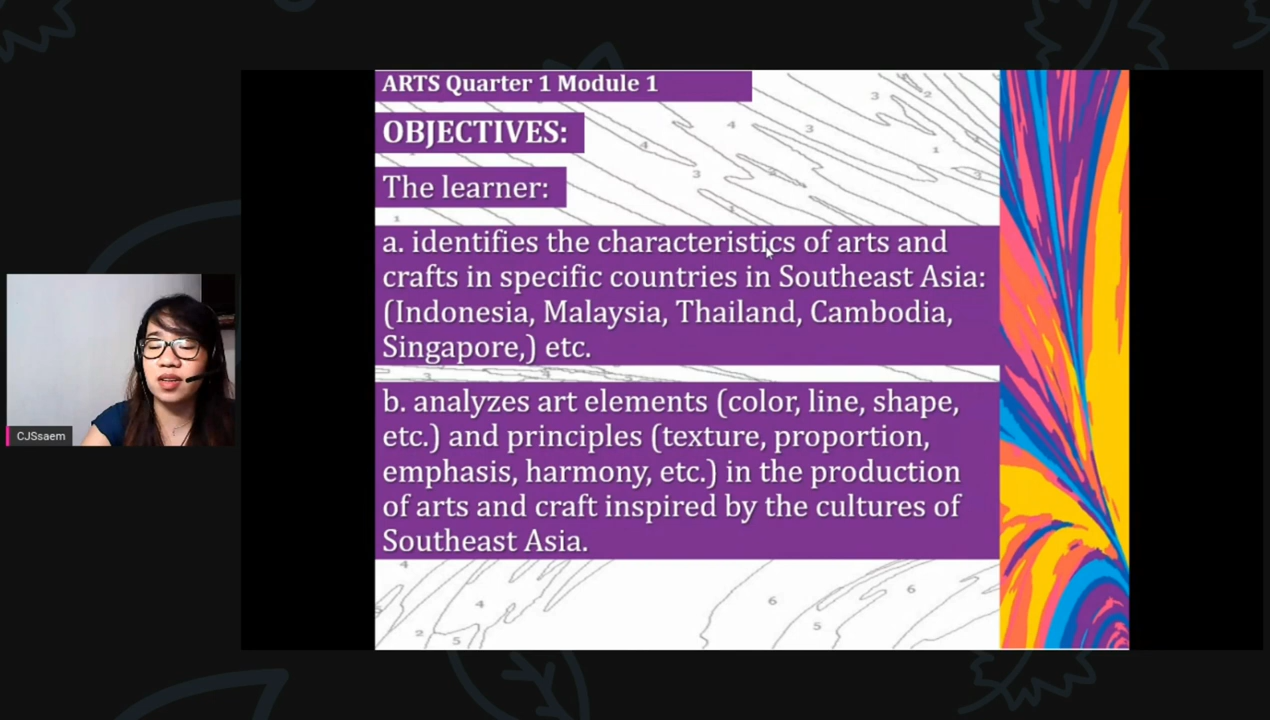 ARTS Quarter 1 Module 1
OBJECTIVES:
The learner:
a. identifies the characteristics of arts and
crafts in specific countries in Southeast Asia:
(Indonesia, Malaysia, Thailand, Cambodia,
Singapore,) etc.
b. analyzes art elements (color, line, shape,
etc.) and principles (texture, proportion,
emphasis, harmony, etc.) in the production
of arts and craft inspired by the cultures of
Southeast Asia.
CJSsaem